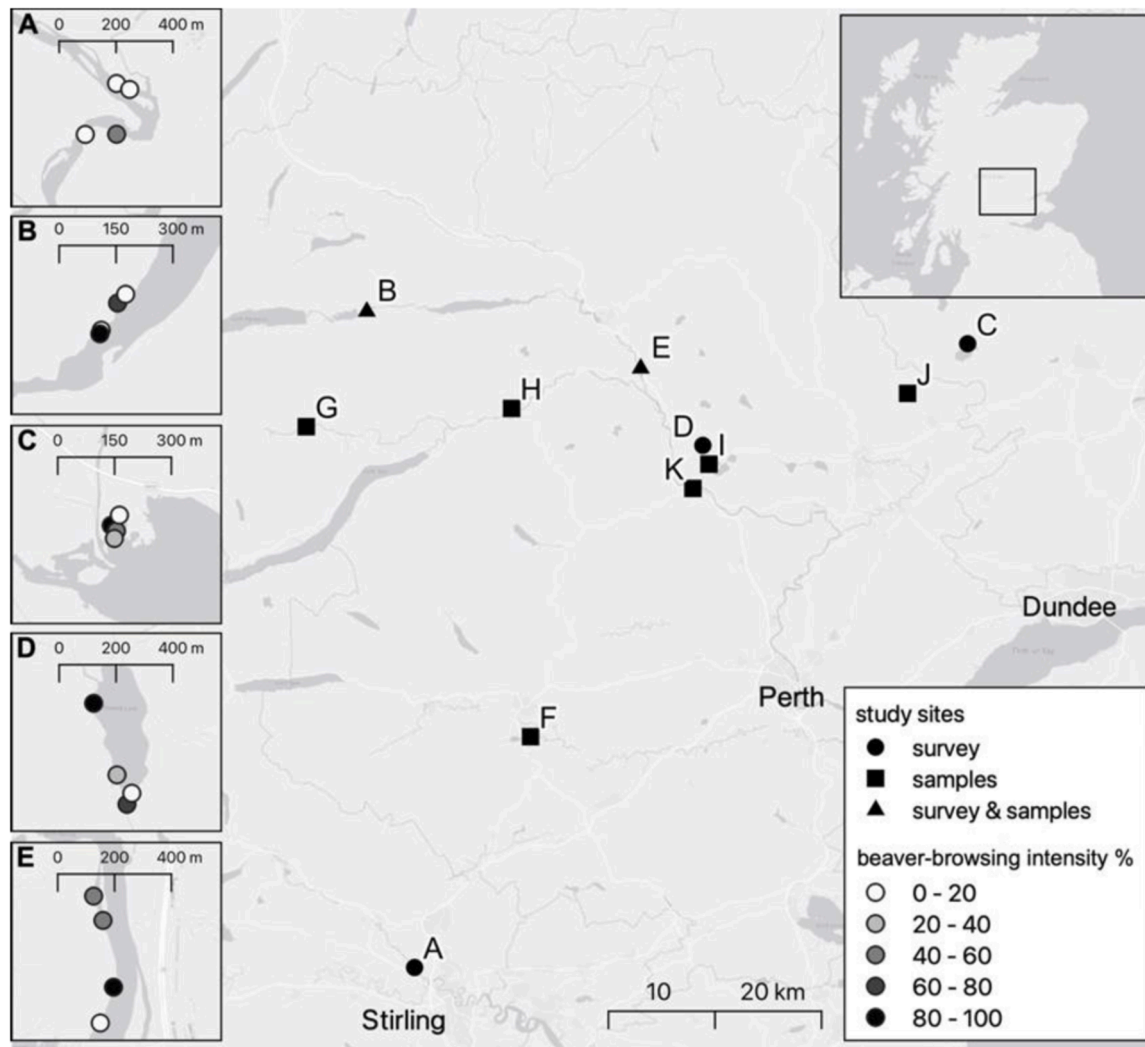 A
0 200 400 m
B
0 150 300 m
C
0 150 300 m
D
0 200 400 m
E
0 200 400 m
B
C
E
J
H
G
D
I
K
Dundee
Perth
F
A
Stirling
10 20 km
study sites
survey
samples
survey & samples
beaver-browsing intensity %
0 - 20
20 - 40
40 - 60
60 - 80
80 - 100